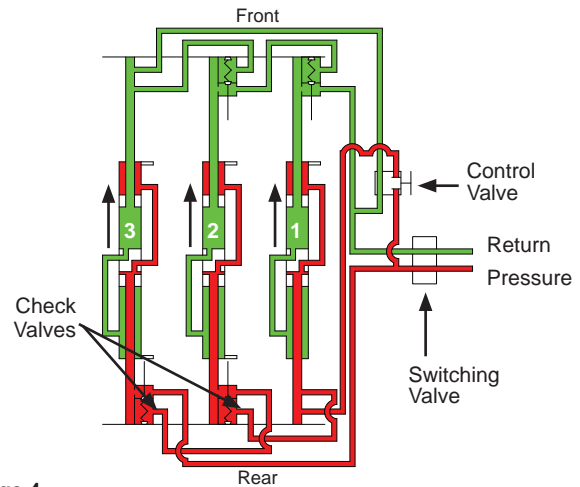 Front
Control
Valve
3
2
1
Return
Pressure
Check
Valves
Switching
Valve
Rear